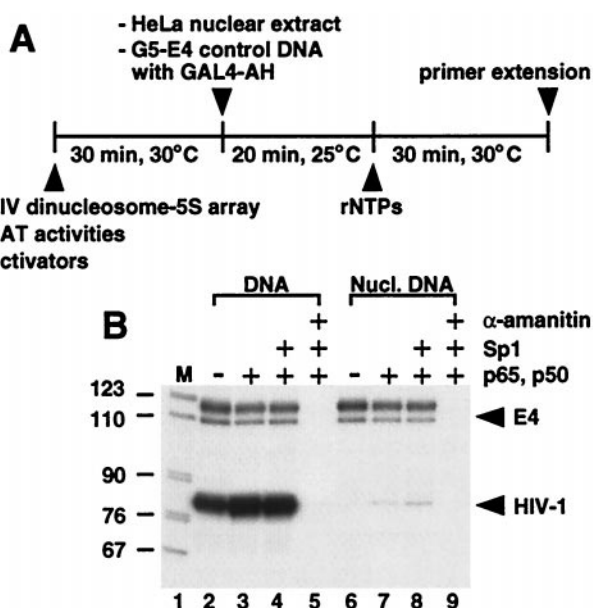 A
- HeLa nuclear extract
- G5-E4 control DNA
with GAL4-AH
primer extension
30 min, 30°C
20 min, 25°C
30 min, 30°C
IV dinucleosome-5S array
AT activities
ctivators
rNTPs
B
DNA
Nucl. DNA
+ + α-amanitin
+ + + + Sp1
M - + + + - + + + p65, p50
123
110
90
76
67
E4
HIV-1
1 2 3 4 5 6 7 8 9